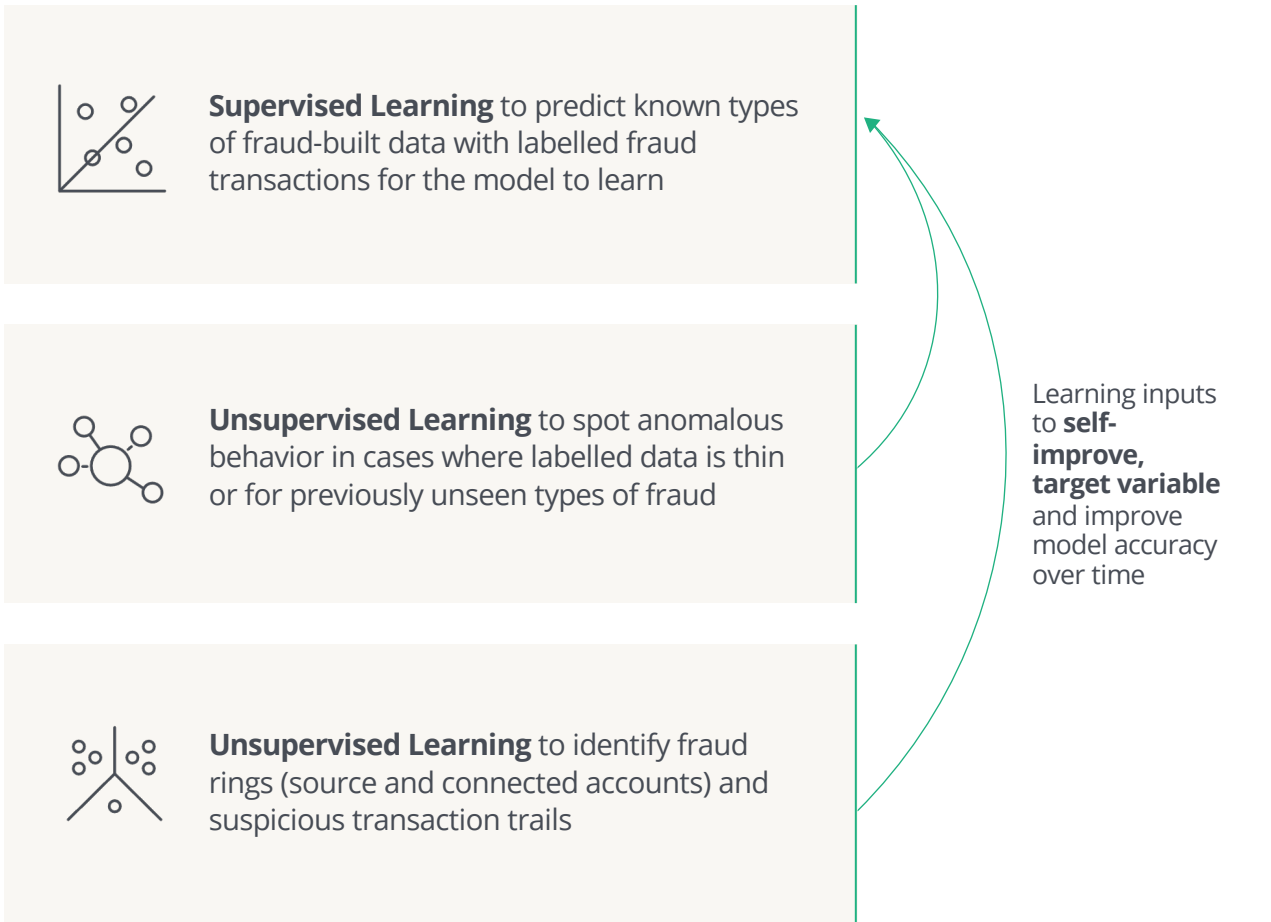 Supervised Learning to predict known types
of fraud-built data with labelled fraud
transactions for the model to learn
Unsupervised Learning to spot anomalous
behavior in cases where labelled data is thin
or for previously unseen types of fraud
Learning inputs
to self-
improve,
target variable
and improve
model accuracy
over time
Unsupervised Learning to identify fraud
rings (source and connected accounts) and
suspicious transaction trails